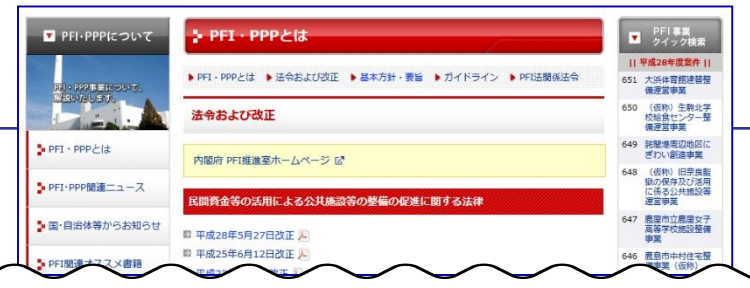 PFI・PPPについて
PFI・PPP事業について、
解説いたします。
PFI・PPPとは
PFI・PPP関連ニュース
国・自治体等からお知らせ
PFI関連オススメ書籍
PFI・PPPとは
PFI・PPPとは 法令および改正 基本方針・要旨 ガイドライン PFI法関係法令
法令および改正
内閣府 PFI推進室ホームページ
民間資金等の活用による公共施設等の整備の促進に関する法律
平成28年5月27日改正
平成25年6月12日改正
PFI事業
クイック検索
|| 平成28年度案件 ||
651 大浜体育館建替整
備運営事業
650 （仮称）生駒北学
校給食センター整
備運営事業
649 詫間港周辺地区に
ぎわい創造事業
648 （仮称）旧奈良監
獄の保存及び活用
に係る公共施設等
運営事業
647 鹿屋市立鹿屋女子
高等学校施設整備
事業
646 鹿島市中村住宅整
備事業（仮称）